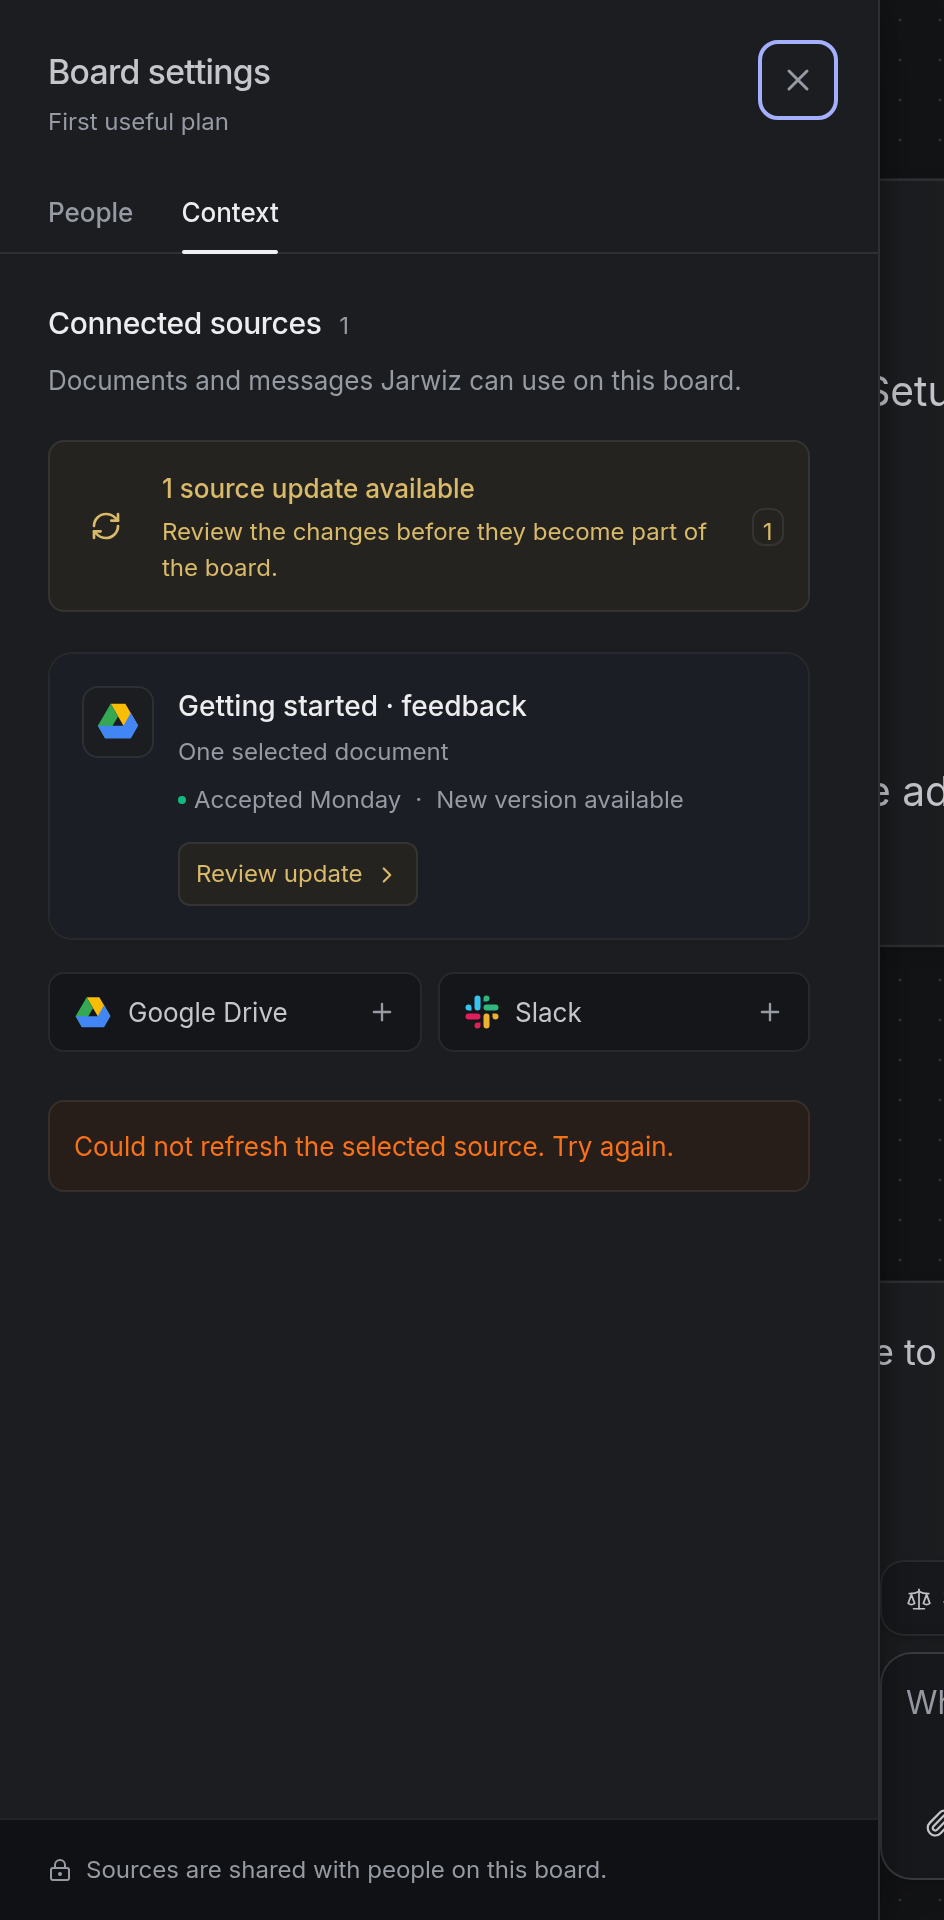 Board settings
First useful plan
People
Context
Connected sources 1
Documents and messages Jarwiz can use on this board.
1 source update available
Review the changes before they become part of
the board.
1
Getting started · feedback
One selected document
Accepted Monday · New version available
Review update
Google Drive
Slack
Could not refresh the selected source. Try again.
e to
Sources are shared with people on this board.